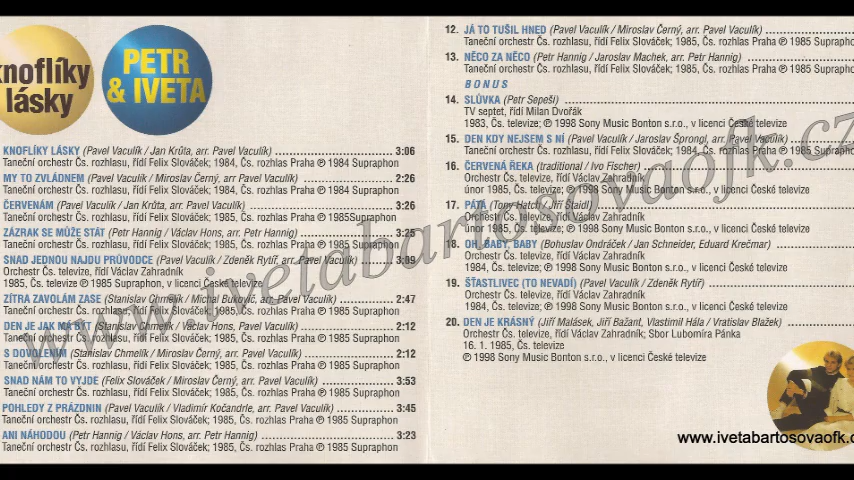 knoflíky
lásky
PETR
& IVETA
KNOFLÍKY LÁSKY (Pavel Vaculík / Jan Krůta, arr. Pavel Vaculík) 3:06
Taneční orchestr Čs. rozhlasu, řídí Felix Slováček; 1984, Čs. rozhlas Praha ℗ 1984 Supraphon
MY TO ZVLÁDNEM (Pavel Vaculík / Miroslav Černý, arr. Pavel Vaculík) 2:26
Taneční orchestr Čs. rozhlasu, řídí Felix Slováček; 1984, Čs. rozhlas Praha ℗ 1984 Supraphon
ČERVENÁM (Pavel Vaculík / Jan Krůta, arr. Pavel Vaculík) 3:26
Taneční orchestr Čs. rozhlasu, řídí Felix Slováček; 1985, Čs. rozhlas Praha ℗ 1985Supraphon
ZÁZRAK SE MŮŽE STÁT (Petr Hannig / Václav Hons, arr. Petr Hannig) 3:25
Taneční orchestr Čs. rozhlasu, řídí Felix Slováček; 1985, Čs. rozhlas Praha ℗ 1985 Supraphon
SNAD JEDNOU NAJDU PRŮVODCE (Pavel Vaculík / Zdeněk Rytíř, arr. Pavel Vaculík) 3:09
Orchestr Čs. televize, řídí Václav Zahradník
1985, Čs. televize ℗ 1985 Supraphon, v licenci České televize
ZÍTRA ZAVOLÁM ZASE (Stanislav Chmelík / Michal Bukovič, arr. Pavel Vaculík) 2:47
Taneční orchestr Čs. rozhlasu, řídí Felix Slováček; 1985, Čs. rozhlas Praha ℗ 1985 Supraphon
DEN JE JAK MÁ BÝT (Stanislav Chmelík / Václav Hons, Pavel Vaculík) 2:12
Taneční orchestr Čs. rozhlasu, řídí Felix Slováček; 1985, Čs. rozhlas Praha ℗ 1985 Supraphon
S DOVOLENÍM (Stanislav Chmelík / Miroslav Černý, arr. Pavel Vaculík) 2:12
Taneční orchestr Čs. rozhlasu, řídí Felix Slováček; 1985, Čs. rozhlas Praha ℗ 1985 Supraphon
SNAD NÁM TO VYJDE (Felix Slováček / Miroslav Černý, arr. Pavel Vaculík) 3:53
Taneční orchestr Čs. rozhlasu, řídí Felix Slováček; 1985, Čs. rozhlas Praha ℗ 1985 Supraphon
POHLEDY Z PRÁZDNIN (Pavel Vaculík / Vladimír Kočandrle, arr. Pavel Vaculík) 3:45
Taneční orchestr Čs. rozhlasu, řídí Felix Slováček; 1985, Čs. rozhlas Praha ℗ 1985 Supraphon
ANI NÁHODOU (Petr Hannig / Václav Hons, arr. Petr Hannig) 3:23
Taneční orchestr Čs. rozhlasu, řídí Felix Slováček; 1985, Čs. rozhlas Praha ℗ 1985 Supraphon
12. JÁ TO TUŠIL HNED (Pavel Vaculík / Miroslav Černý, arr. Pavel Vaculík)
Taneční orchestr Čs. rozhlasu, řídí Felix Slováček; 1985, Čs. rozhlas Praha ℗ 1985 Supraphon
13. NĚCO ZA NĚCO (Petr Hannig / Jaroslav Machek, arr. Petr Hannig)
Taneční orchestr Čs. rozhlasu, řídí Felix Slováček; 1985, Čs. rozhlas Praha ℗ 1985 Supraphon
BONUS
14. SLŮVKA (Petr Sepeši)
TV septet, řídí Milan Dvořák
1983, Čs. televize; ℗ 1998 Sony Music Bonton s.r.o., v licenci České televize
15. DEN KDY NEJSEM S NÍ (Pavel Vaculík / Jaroslav Šprongl, arr. Pavel Vaculík)
Taneční orchestr Čs. rozhlasu, řídí Felix Slováček; 1984, Čs. rozhlas Praha ℗ 1985 Supraphon
16. ČERVENÁ ŘEKA (traditional / Ivo Fischer)
Orchestr Čs. televize, řídí Václav Zahradník
únor 1985, Čs. televize; ℗ 1998 Sony Music Bonton s.r.o., v licenci České televize
17. PÁTÁ (Tony Hatch / Jiří Štaidl)
Orchestr Čs. televize, řídí Václav Zahradník
únor 1985, Čs. televize; ℗ 1998 Sony Music Bonton s.r.o., v licenci České televize
18. OH, BABY, BABY (Bohuslav Ondráček / Jan Schneider, Eduard Krečmar)
Orchestr Čs. televize, řídí Václav Zahradník
1984, Čs. televize; ℗ 1998 Sony Music Bonton s.r.o., v licenci České televize
19. ŠŤASTLIVEC (TO NEVADÍ) (Pavel Vaculík / Zdeněk Rytíř)
Orchestr Čs. televize, řídí Václav Zahradník
1984, Čs. televize; ℗ 1998 Sony Music Bonton s.r.o., v licenci České televize
20. DEN JE KRÁSNÝ (Jiří Malásek, Jiří Bažant, Vlastimil Hála / Vratislav Blažek)
Orchestr Čs. televize, řídí Václav Zahradník; Sbor Lubomíra Pánka
16. 1. 1985, Čs. televize
℗ 1998 Sony Music Bonton s.r.o., v licenci České televize
www.ivetabartosovaofk.cz
www.ivetabartosovaofk.c